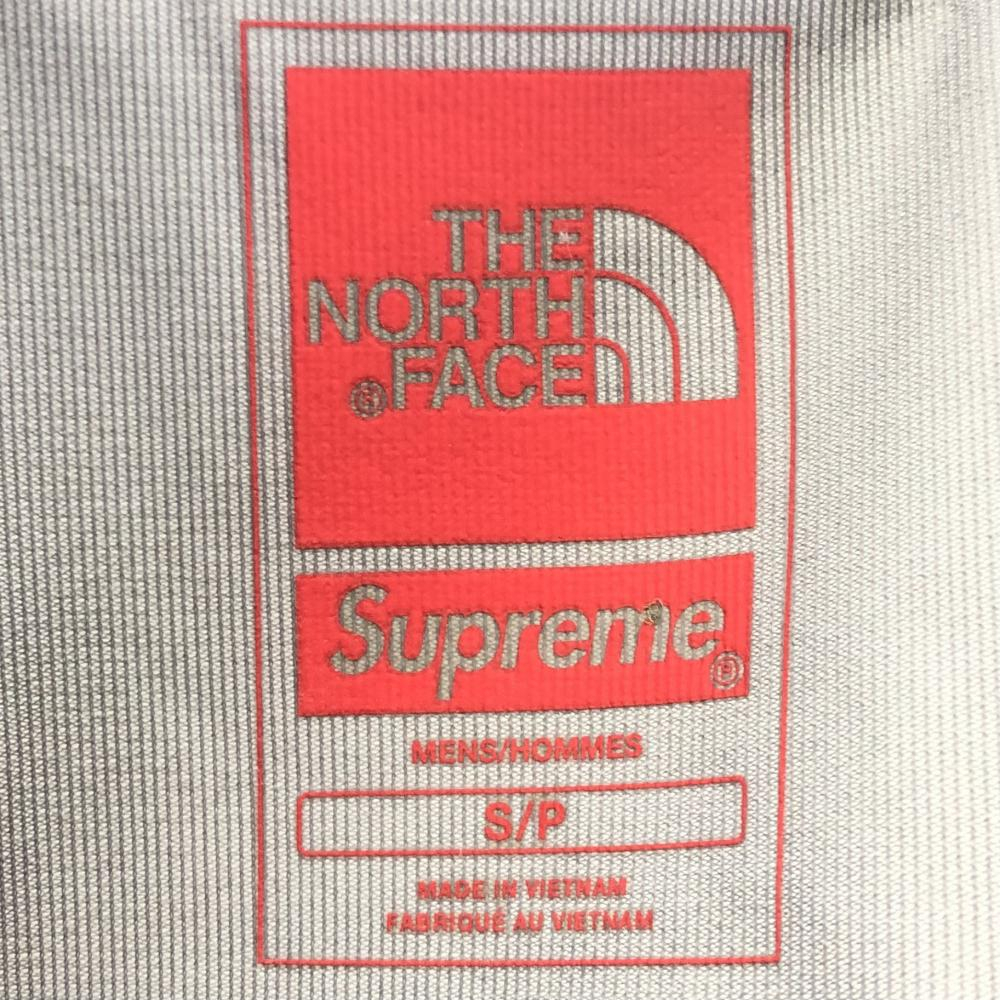 THE
NORTH
FACE
®
Supreme®
MENS/HOMMES
S/P
MADE IN VIETNAM
FABRIQUÉ AU VIETNAM